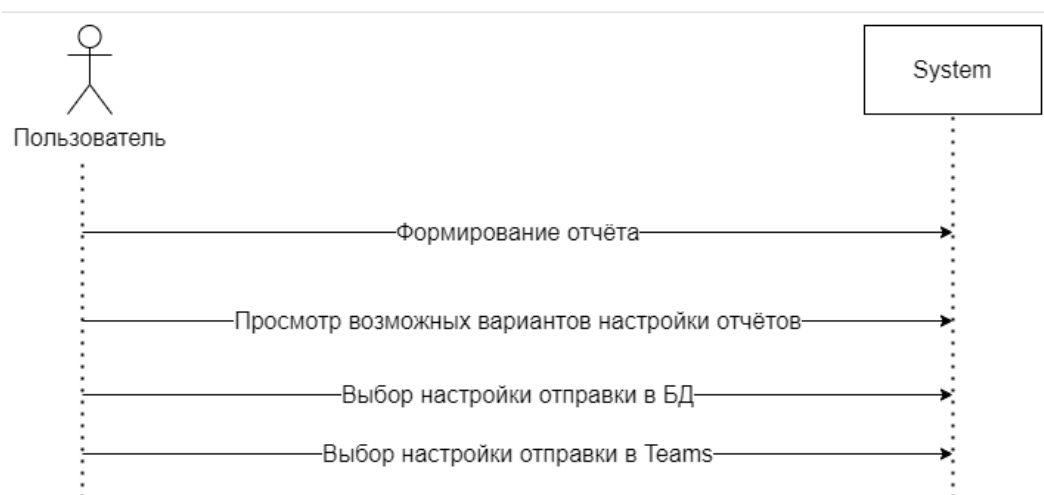 System
Пользователь
Формирование отчёта
Просмотр возможных вариантов настройки отчётов
Выбор настройки отправки в БД
Выбор настройки отправки в Teams